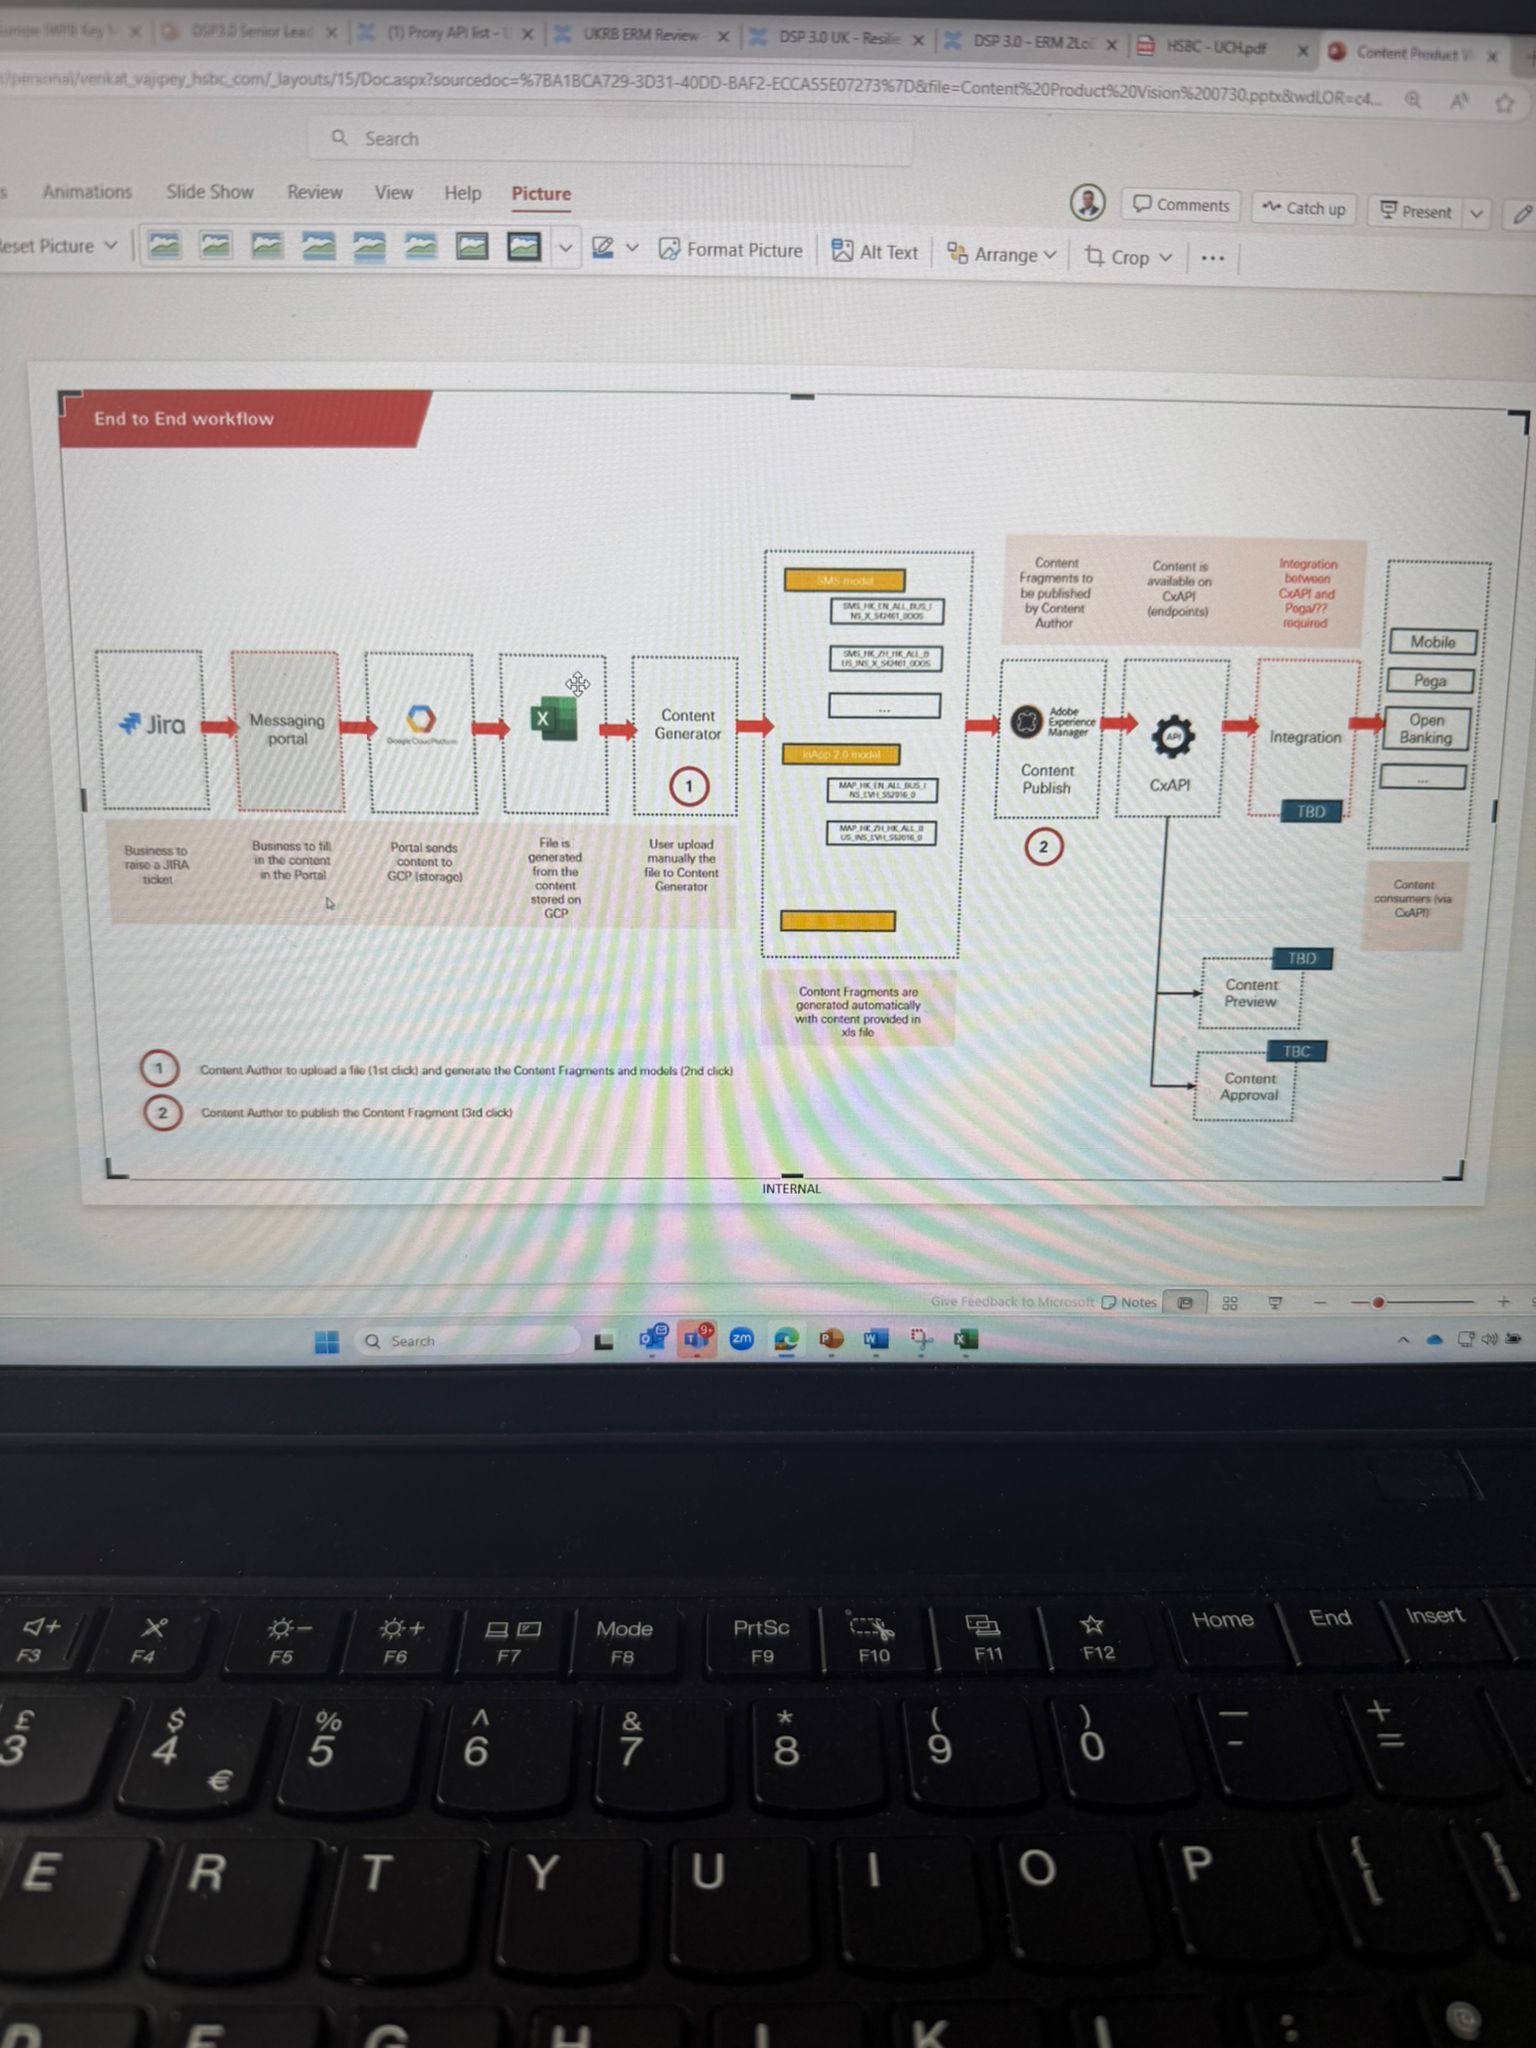 DSP3.0 Senior Lead
(1) Proxy API list - U
UKRB ERM Review
DSP 3.0 UK - Resilie
DSP 3.0 - ERM 2LoD
HSBC - UCH.pdf
Content Product Vi
/personal/venkat_vajipey_hsbc_com/_layouts/15/Doc.aspx?sourcedoc=%7BA1BCA729-3D31-40DD-BAF2-ECCA55E07273%7D&file=Content%20Product%20Vision%200730.pptx&wdLOR=c4...
Search
s Animations Slide Show Review View Help Picture
Comments Catch up Present
eset Picture
Format Picture Alt Text Arrange Crop ...
End to End workflow
Jira
Messaging
portal
Google Cloud Platform
X
Content
Generator
1
Business to
raise a JIRA
ticket
Business to fill
in the content
in the Portal
Portal sends
content to
GCP (storage)
File is
generated
from the
content
stored on
GCP
User upload
manually the
file to Content
Generator
SMS model
SMS_HK_EN_ALL_BUS_I
NS_X_S42461_OOOS
SMS_HK_ZH_HK_ALL_B
US_INS_X_S42461_OOOS
...
InApp 2.0 model
MAP_HK_EN_ALL_BUS_I
NS_EVH_S52016_0
MAP_HK_ZH_HK_ALL_B
US_INS_EVH_S52016_0
Content Fragments are
generated automatically
with content provided in
xls file
Content
Fragments to
be published
by Content
Author
Content is
available on
CxAPI
(endpoints)
Integration
between
CxAPI and
Pega/??
required
Adobe
Experience
Manager
Content
Publish
2
API
CxAPI
Integration
TBD
Mobile
Pega
Open
Banking
...
Content
consumers (via
CxAPI)
TBD
Content
Preview
TBC
Content
Approval
1 Content Author to upload a file (1st click) and generate the Content Fragments and models (2nd click)
2 Content Author to publish the Content Fragment (3rd click)
INTERNAL
Give Feedback to Microsoft Notes
Search
9+
zm
F3 F4 F5 F6 F7
Mode
F8
PrtSc
F9
F10 F11 F12
Home End Insert
£
3
$
4 €
%
5
^
6
&
7
*
8
(
9
)
0
_
-
+
=
E R T Y U I O P { [ } ]
D F G H J K L :
@